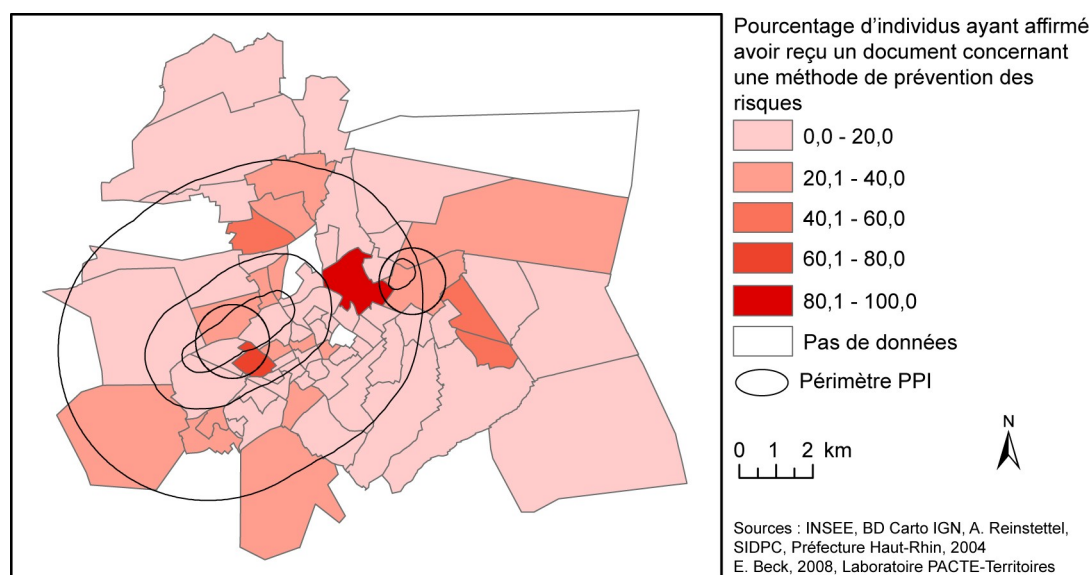 Pourcentage d'individus ayant affirmé
avoir reçu un document concernant
une méthode de prévention des
risques
0,0 - 20,0
20,1 - 40,0
40,1 - 60,0
60,1 - 80,0
80,1 - 100,0
Pas de données
Périmètre PPI
N
0 1 2 km
Sources : INSEE, BD Carto IGN, A. Reinstettel,
SIDPC, Préfecture Haut-Rhin, 2004
E. Beck, 2008, Laboratoire PACTE-Territoires